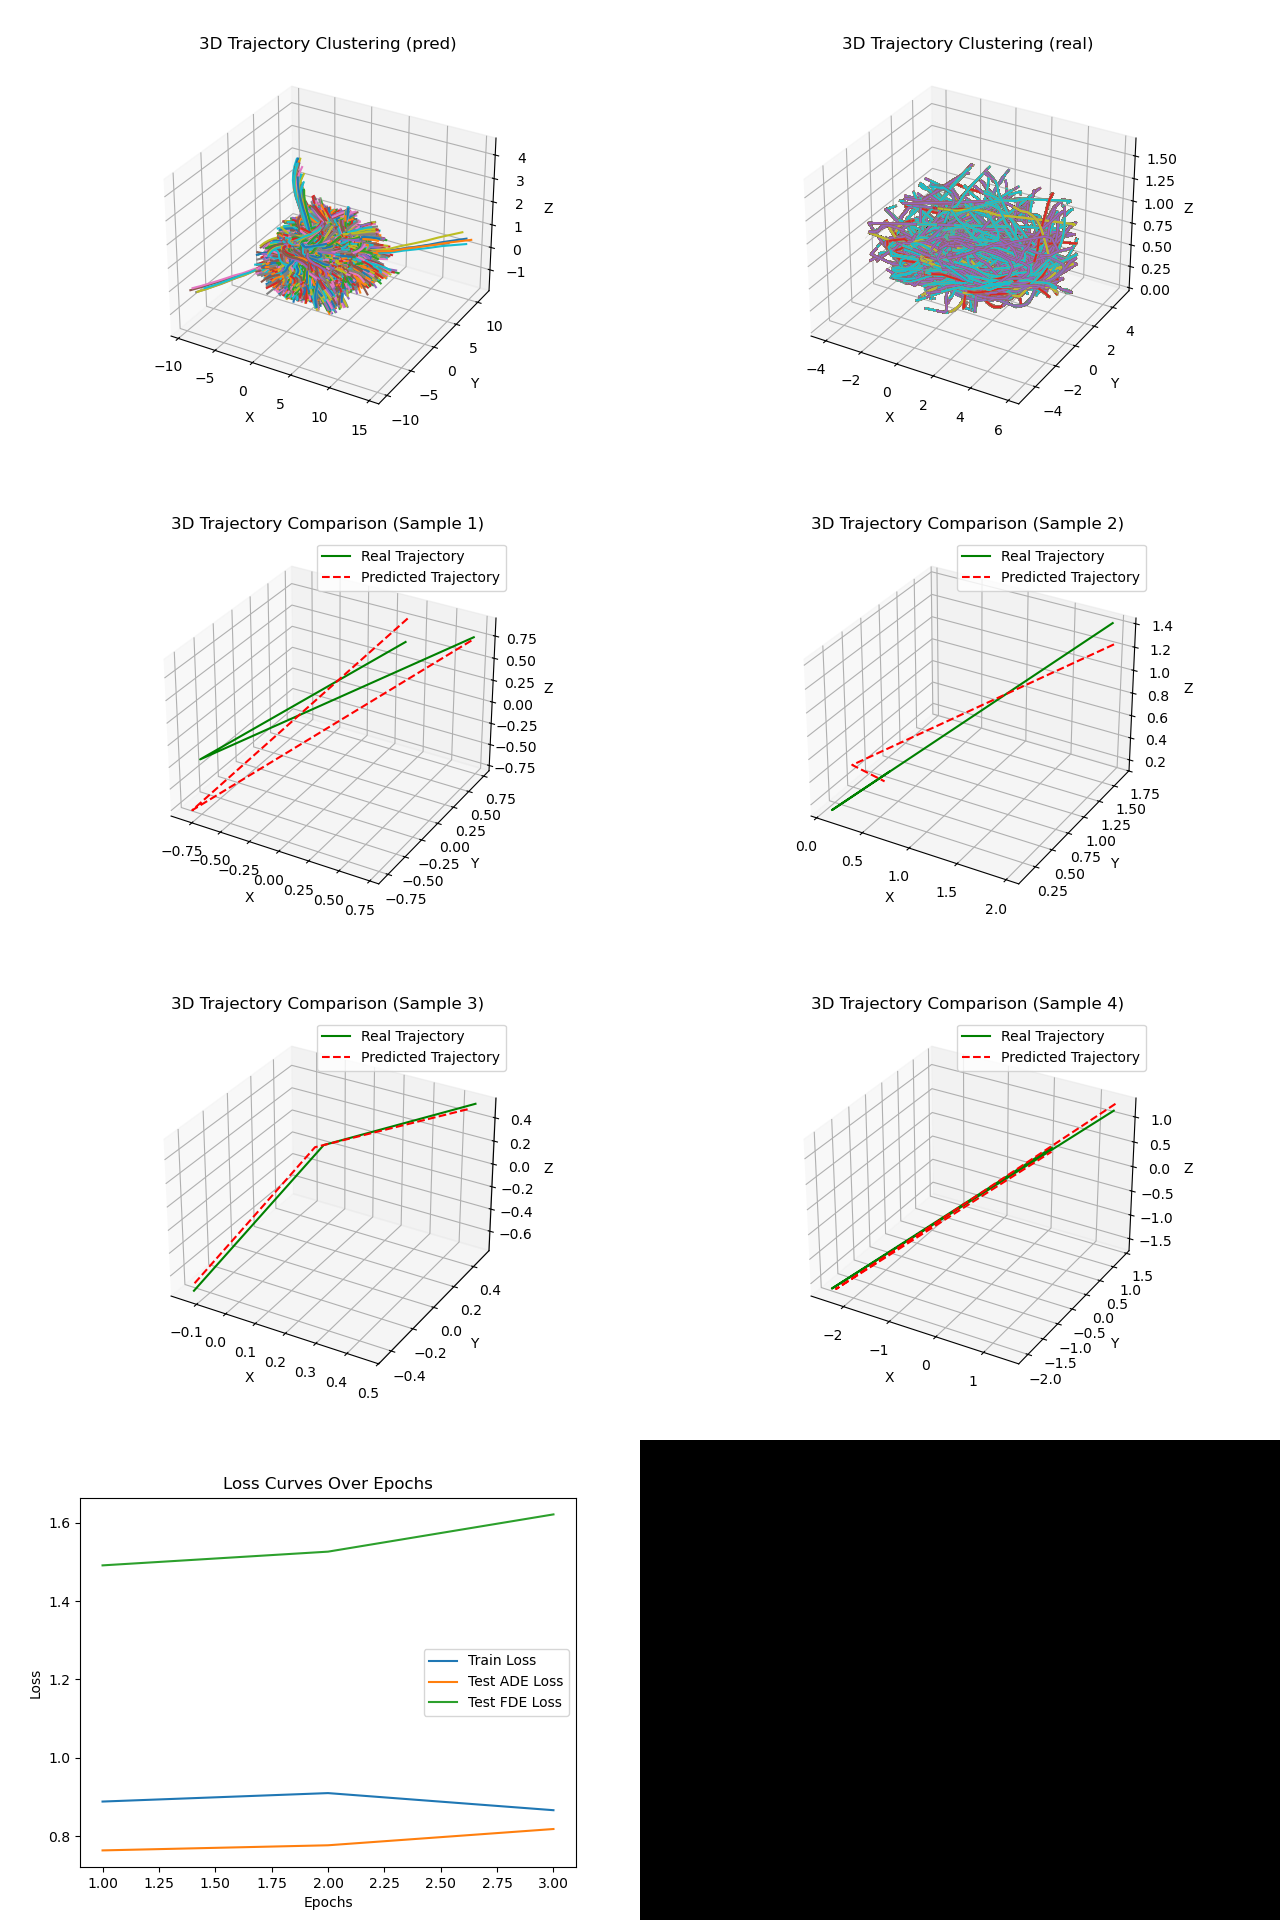 3D Trajectory Clustering (pred)
4
3
2
1
0
−1
Z
10
5
0
−5
−10
Y
−10
−5
0
5
10
15
X
3D Trajectory Clustering (real)
1.50
1.25
1.00
0.75
0.50
0.25
0.00
Z
4
2
0
−2
−4
Y
−4
−2
0
2
4
6
X
3D Trajectory Comparison (Sample 1)
Real Trajectory
Predicted Trajectory
0.75
0.50
0.25
0.00
−0.25
−0.50
−0.75
Z
0.75
0.50
0.25
0.00
−0.25
−0.50
−0.75
Y
−0.75
−0.50
−0.25
0.00
0.25
0.50
0.75
X
3D Trajectory Comparison (Sample 2)
Real Trajectory
Predicted Trajectory
1.4
1.2
1.0
0.8
0.6
0.4
0.2
Z
1.75
1.50
1.25
1.00
0.75
0.50
0.25
Y
0.0
0.5
1.0
1.5
2.0
X
3D Trajectory Comparison (Sample 3)
Real Trajectory
Predicted Trajectory
0.4
0.2
0.0
−0.2
−0.4
−0.6
Z
0.4
0.2
0.0
−0.2
−0.4
Y
−0.1
0.0
0.1
0.2
0.3
0.4
0.5
X
3D Trajectory Comparison (Sample 4)
Real Trajectory
Predicted Trajectory
1.0
0.5
0.0
−0.5
−1.0
−1.5
Z
1.5
1.0
0.5
0.0
−0.5
−1.0
−1.5
−2.0
Y
−2
−1
0
1
X
Loss Curves Over Epochs
1.6
1.4
1.2
1.0
0.8
Loss
Train Loss
Test ADE Loss
Test FDE Loss
1.00 1.25 1.50 1.75 2.00 2.25 2.50 2.75 3.00
Epochs